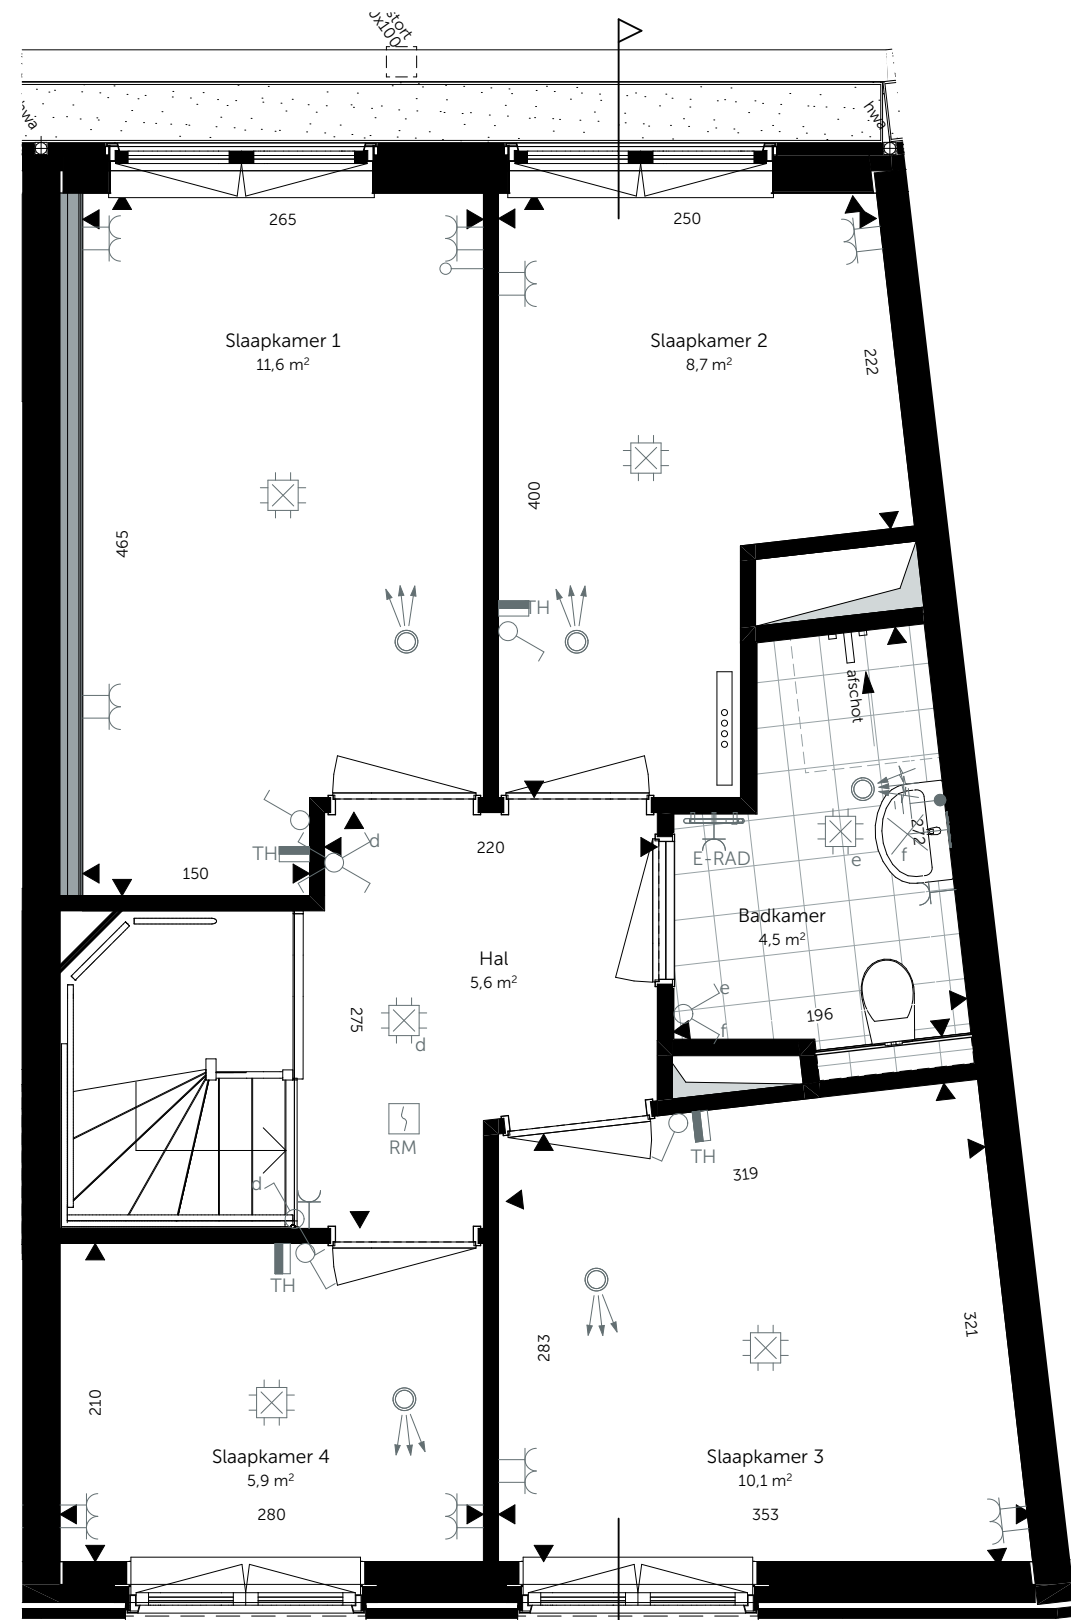 stort
hwa
hwa
265
250
Slaapkamer 1
11,6 m²
Slaapkamer 2
8,7 m²
222
400
465
TH
afschot
TH
d
220
E-RAD
272
e
f
150
Badkamer
4,5 m²
Hal
5,6 m²
275
d
e
f
196
RM
TH
319
d
TH
283
321
210
Slaapkamer 4
5,9 m²
280
Slaapkamer 3
10,1 m²
353